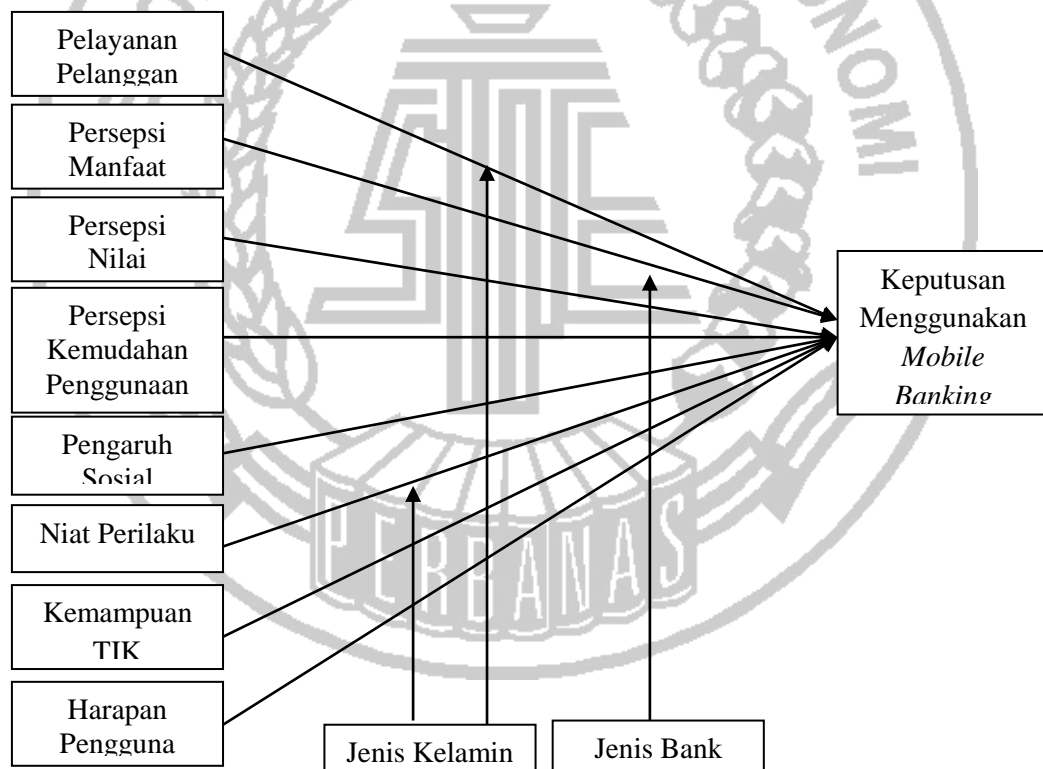 Pelayanan
Pelanggan
Persepsi
Manfaat
Persepsi
Nilai
Persepsi
Kemudahan
Penggunaan
Pengaruh
Sosial
Niat Perilaku
Kemampuan
TIK
Harapan
Pengguna
Keputusan
Menggunakan
Mobile
Banking
Jenis Kelamin
Jenis Bank
PERBANAS